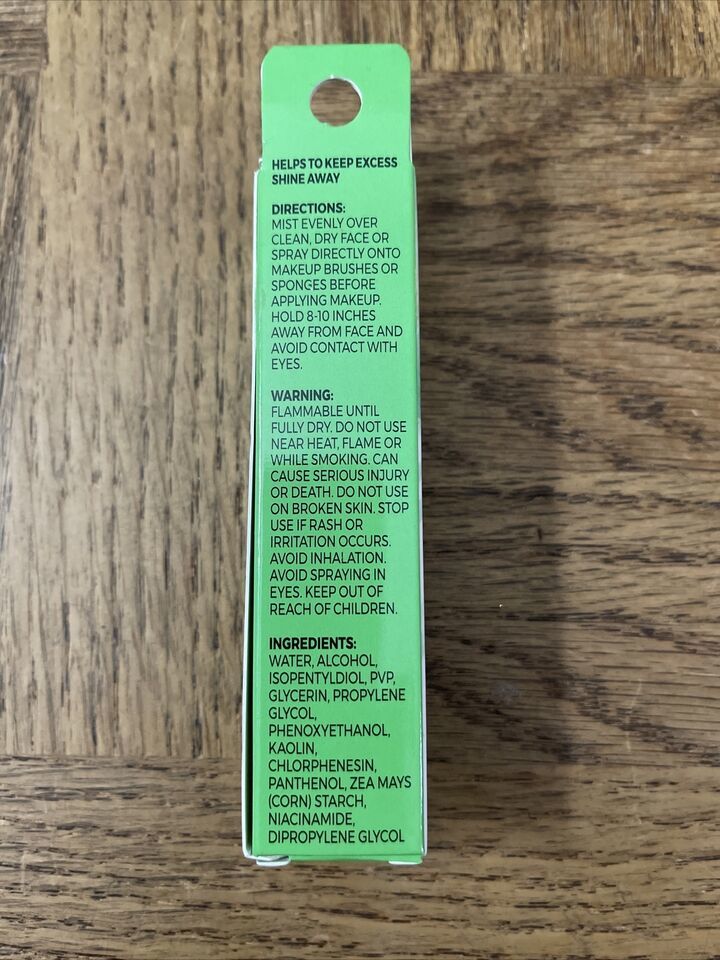 HELPS TO KEEP EXCESS
SHINE AWAY
DIRECTIONS:
MIST EVENLY OVER
CLEAN, DRY FACE OR
SPRAY DIRECTLY ONTO
MAKEUP BRUSHES OR
SPONGES BEFORE
APPLYING MAKEUP.
HOLD 8-10 INCHES
AWAY FROM FACE AND
AVOID CONTACT WITH
EYES.
WARNING:
FLAMMABLE UNTIL
FULLY DRY. DO NOT USE
NEAR HEAT, FLAME OR
WHILE SMOKING. CAN
CAUSE SERIOUS INJURY
OR DEATH. DO NOT USE
ON BROKEN SKIN. STOP
USE IF RASH OR
IRRITATION OCCURS.
AVOID INHALATION.
AVOID SPRAYING IN
EYES. KEEP OUT OF
REACH OF CHILDREN.
INGREDIENTS:
WATER, ALCOHOL,
ISOPENTYLDIOL, PVP,
GLYCERIN, PROPYLENE
GLYCOL,
PHENOXYETHANOL,
KAOLIN,
CHLORPHENESIN,
PANTHENOL, ZEA MAYS
(CORN) STARCH,
NIACINAMIDE,
DIPROPYLENE GLYCOL